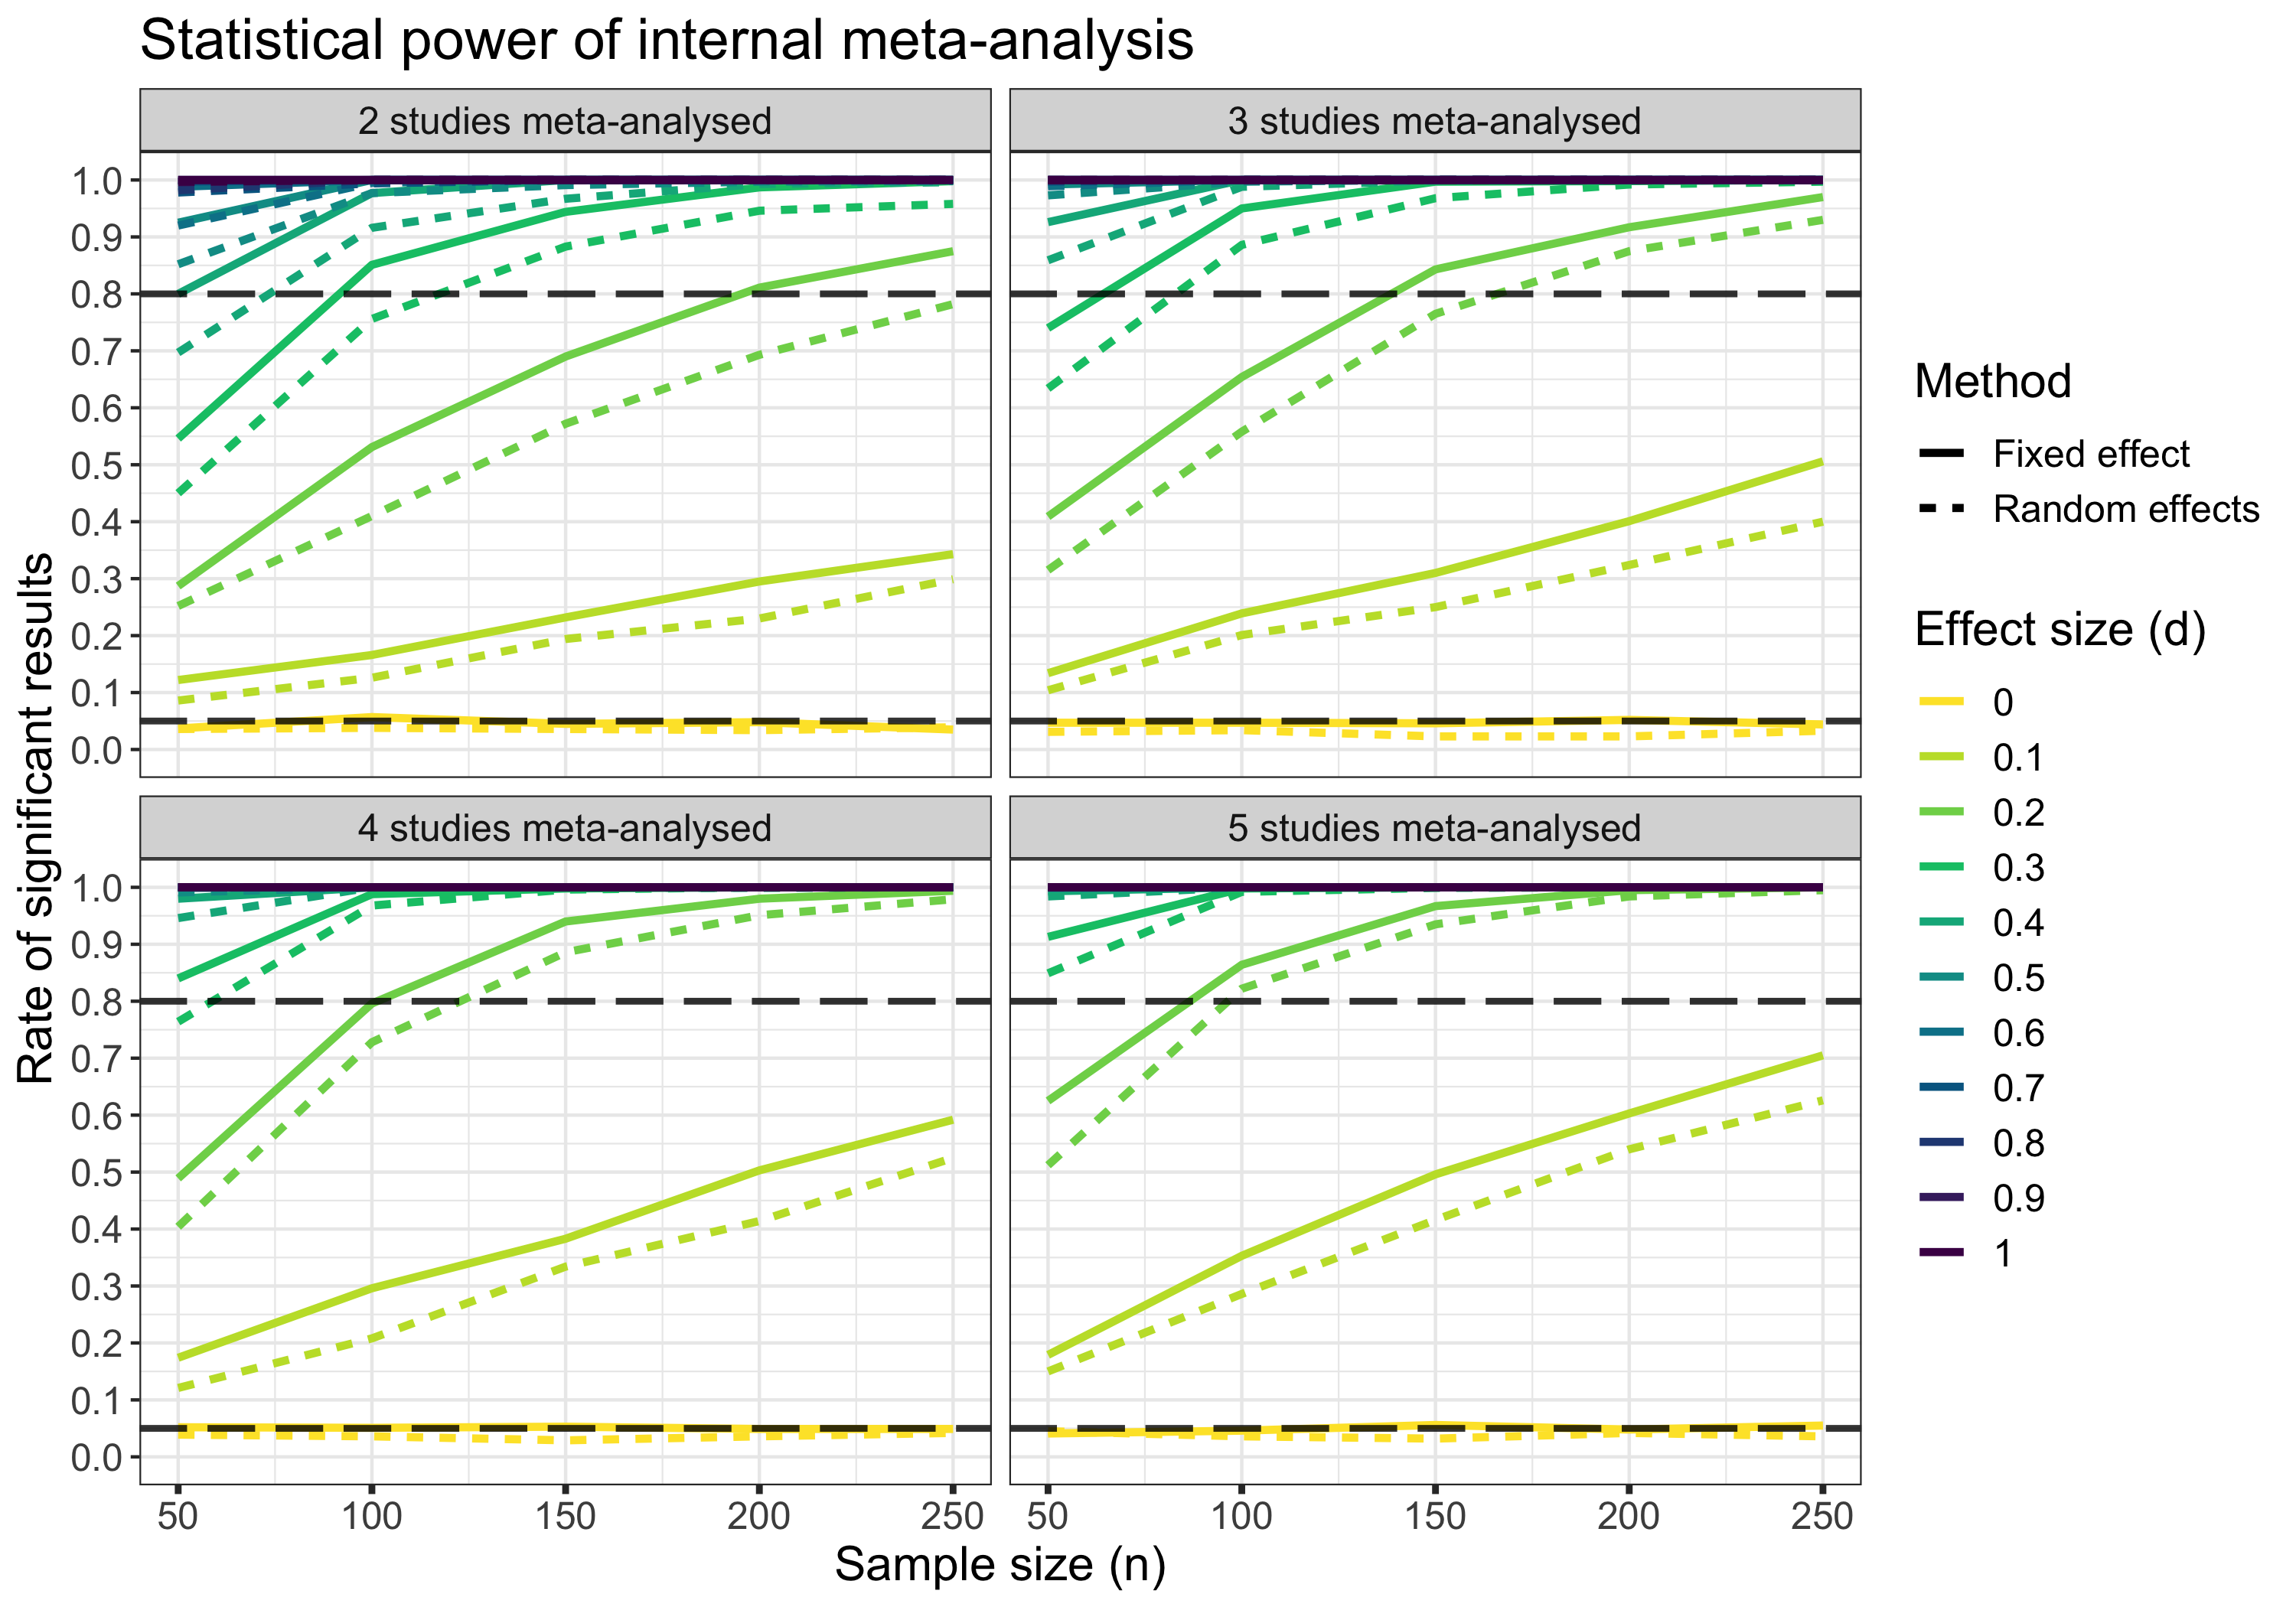 Statistical power of internal meta-analysis
2 studies meta-analysed
3 studies meta-analysed
1.0
0.9
0.8
0.7
0.6
0.5
0.4
0.3
0.2
0.1
0.0
4 studies meta-analysed
5 studies meta-analysed
1.0
0.9
0.8
0.7
0.6
0.5
0.4
0.3
0.2
0.1
0.0
50 100 150 200 250
50 100 150 200 250
Sample size (n)
Rate of significant results
Method
Fixed effect
Random effects
Effect size (d)
0
0.1
0.2
0.3
0.4
0.5
0.6
0.7
0.8
0.9
1